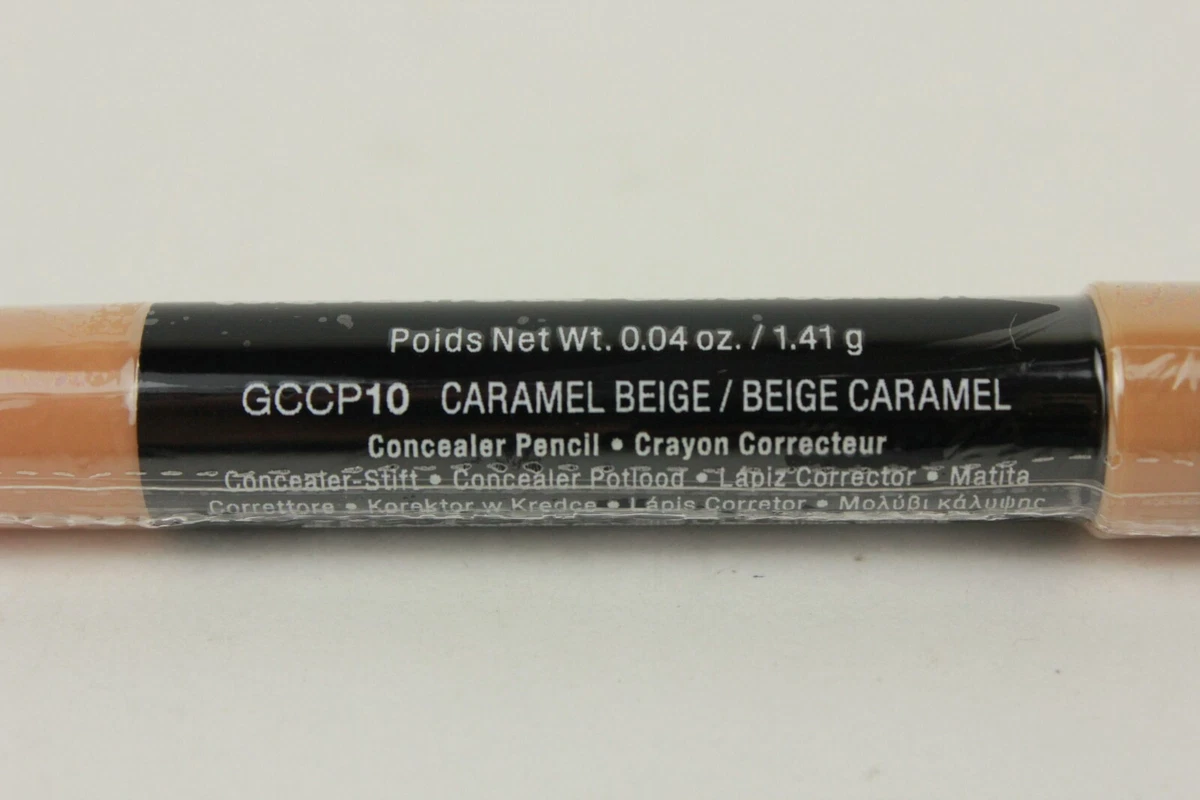 Poids Net Wt. 0.04 oz. / 1.41 g
GCCP10 CARAMEL BEIGE / BEIGE CARAMEL
Concealer Pencil • Crayon Correcteur
Concealer-Stift • Concealer Potlood • Lápiz Corrector • Matita
Correttore • Korektor w Kredce • Lápis Corretor • Μολύβι κάλυψης